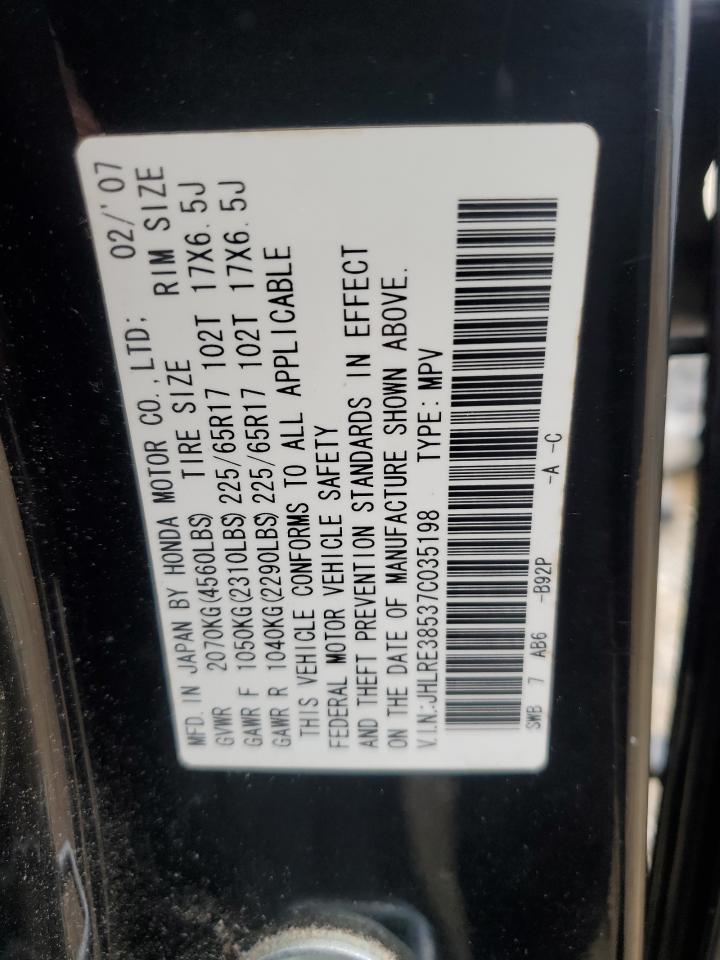 MFD. IN JAPAN BY HONDA MOTOR CO., LTD; 02/'07
GVWR 2070KG(4560LBS) TIRE SIZE RIM SIZE
GAWR F 1050KG(2310LBS) 225/65R17 102T 17X6.5J
GAWR R 1040KG(2290LBS) 225/65R17 102T 17X6.5J
THIS VEHICLE CONFORMS TO ALL APPLICABLE
FEDERAL MOTOR VEHICLE SAFETY
AND THEFT PREVENTION STANDARDS IN EFFECT
ON THE DATE OF MANUFACTURE SHOWN ABOVE.
V.I.N.:JHLRE38537C035198 TYPE: MPV
SWB 7 AB6 -B92P -A -C